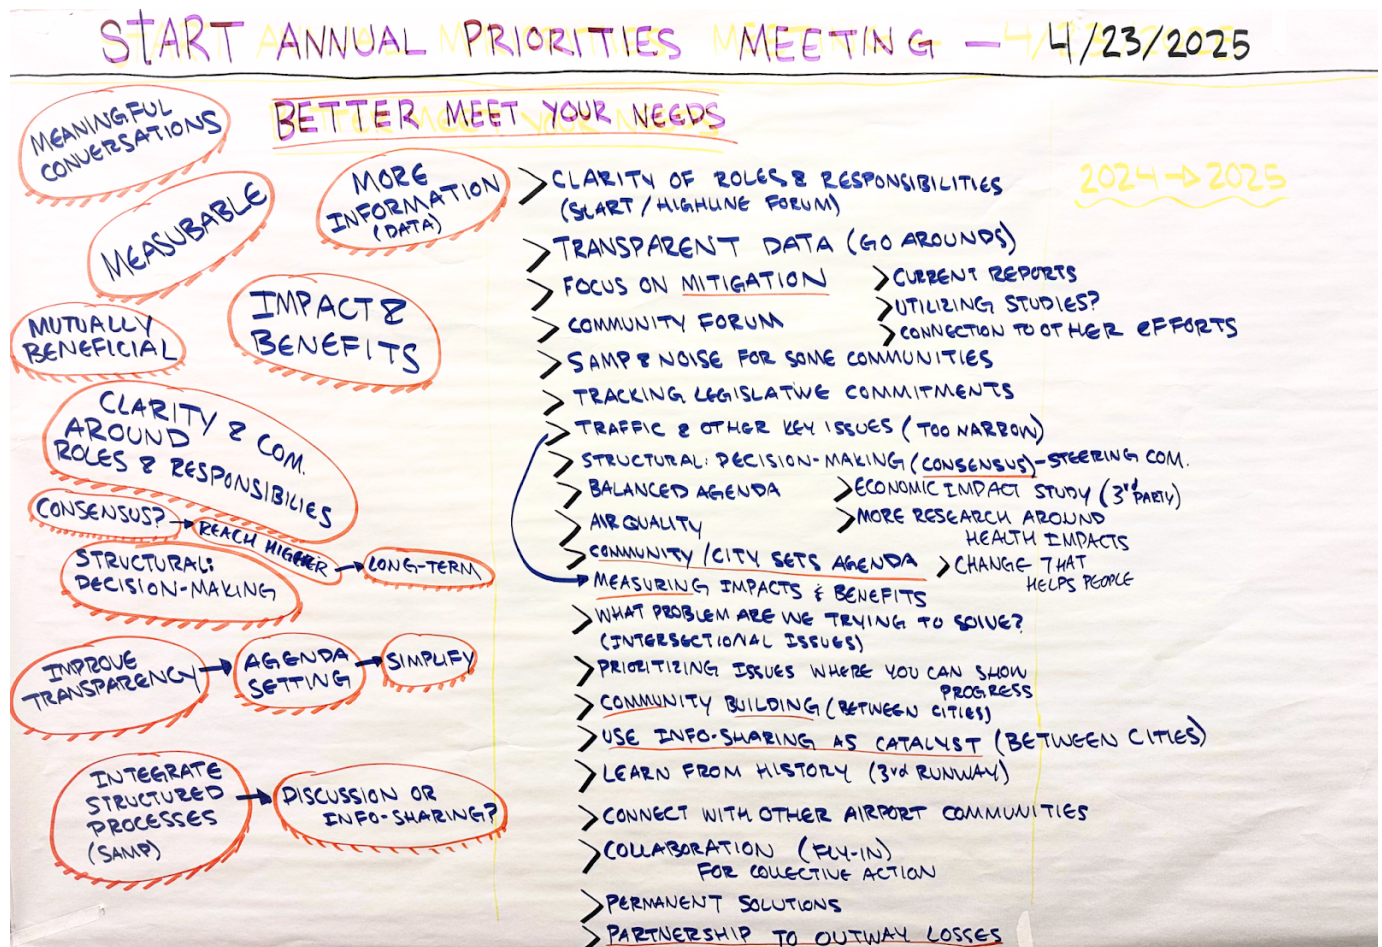 START ANNUAL PRIORITIES MEETING - 4/23/2025
BETTER MEET YOUR NEEDS
2024 → 2025
MEANINGFUL
CONVERSATIONS
MEASUBABLE
MORE
INFORMATION
(DATA)
IMPACT &
BENEFITS
MUTUALLY
BENEFICIAL
CLARITY & COM.
AROUND
ROLES & RESPONSIBILIES
CONSENSUS? → REACH HIGHER → LONG-TERM
STRUCTURAL:
DECISION-MAKING
IMPROVE
TRANSPARENCY → AGENDA
SETTING → SIMPLIFY
INTEGRATE
STRUCTURED
PROCESSES
(SAMP) → DISCUSSION OR
INFO-SHARING?
> CLARITY OF ROLES & RESPONSIBILITIES
(START / HIGHLINE FORUM)
> TRANSPARENT DATA (GO AROUNDS)
> FOCUS ON MITIGATION
> CURRENT REPORTS
> UTILIZING STUDIES?
> COMMUNITY FORUM
> CONNECTION TO OTHER EFFORTS
> SAMP & NOISE FOR SOME COMMUNITIES
> TRACKING LEGISLATIVE COMMITMENTS
> TRAFFIC & OTHER KEY ISSUES (TOO NARROW)
> STRUCTURAL: DECISION-MAKING (CONSENSUS) - STEERING COM.
> BALANCED AGENDA
> ECONOMIC IMPACT STUDY (3rd PARTY)
> AIR QUALITY
> MORE RESEARCH AROUND
HEALTH IMPACTS
> COMMUNITY / CITY SETS AGENDA
> CHANGE THAT
HELPS PEOPLE
→ MEASURING IMPACTS & BENEFITS
> WHAT PROBLEM ARE WE TRYING TO SOLVE?
(INTERSECTIONAL ISSUES)
> PRIORITIZING ISSUES WHERE YOU CAN SHOW
PROGRESS
> COMMUNITY BUILDING (BETWEEN CITIES)
> USE INFO-SHARING AS CATALYST (BETWEEN CITIES)
> LEARN FROM HISTORY (3rd RUNWAY)
> CONNECT WITH OTHER AIRPORT COMMUNITIES
> COLLABORATION (FLY-IN)
FOR COLLECTIVE ACTION
> PERMANENT SOLUTIONS
> PARTNERSHIP TO OUTWAY LOSSES